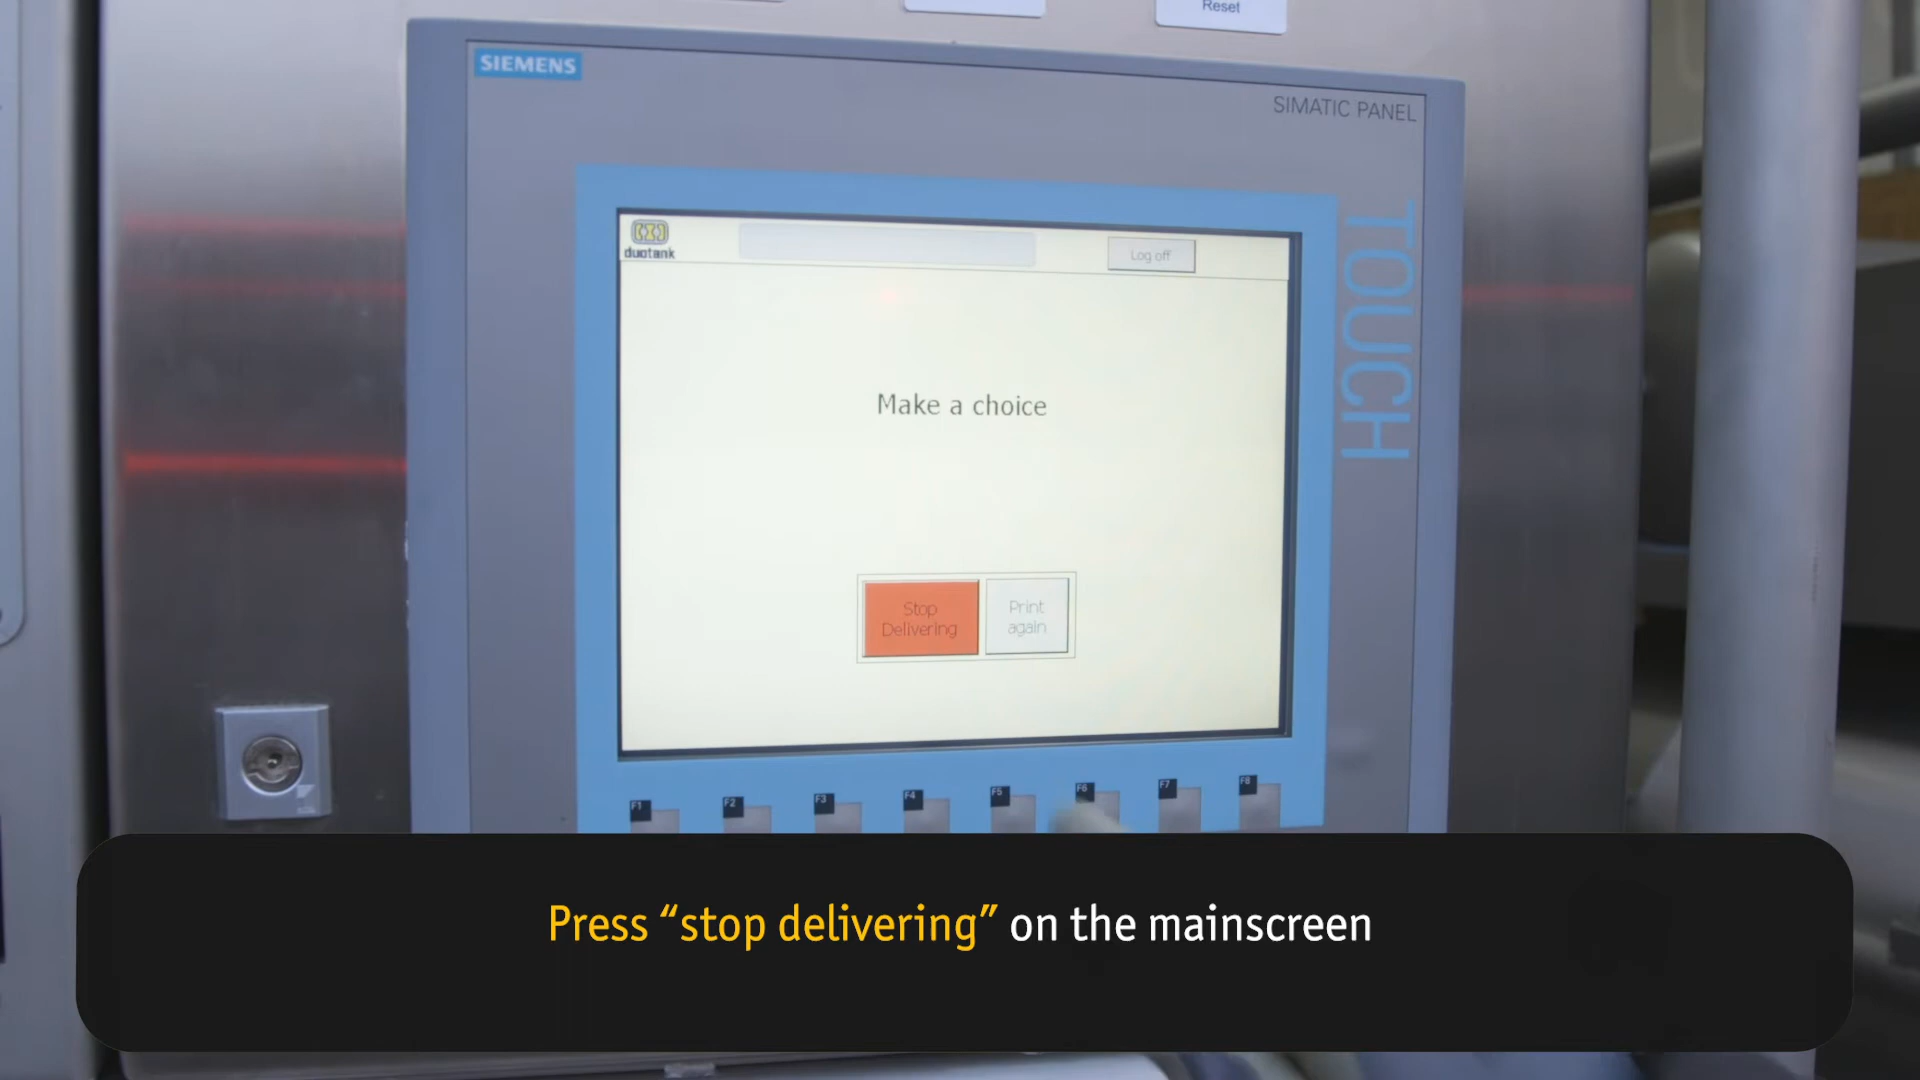 Reset
SIEMENS
SIMATIC PANEL
TOUCH
duotank
Log off
Make a choice
Stop
Delivering
Print
again
F1
F2
F3
F4
F5
F6
F7
F8
Press “stop delivering” on the mainscreen